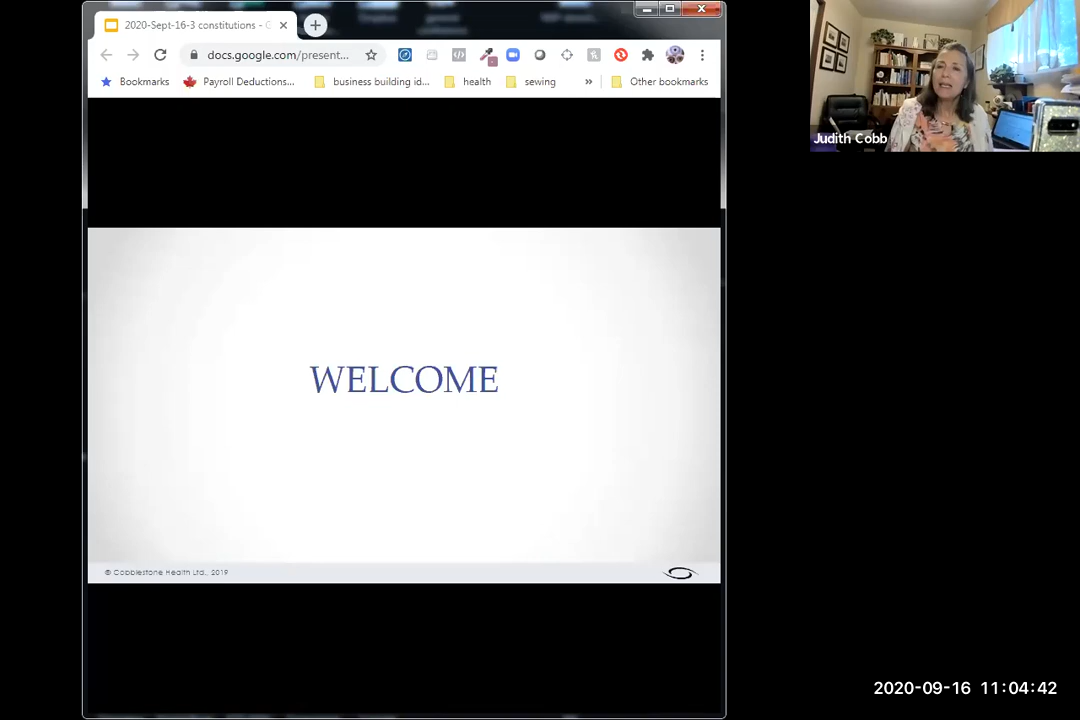 2020-Sept-16-3 constitutions - G
docs.google.com/present...
Bookmarks
Payroll Deductions...
business building id...
health
sewing
»
Other bookmarks
Judith Cobb
WELCOME
© Cobblestone Health Ltd., 2019
2020-09-16 11:04:42